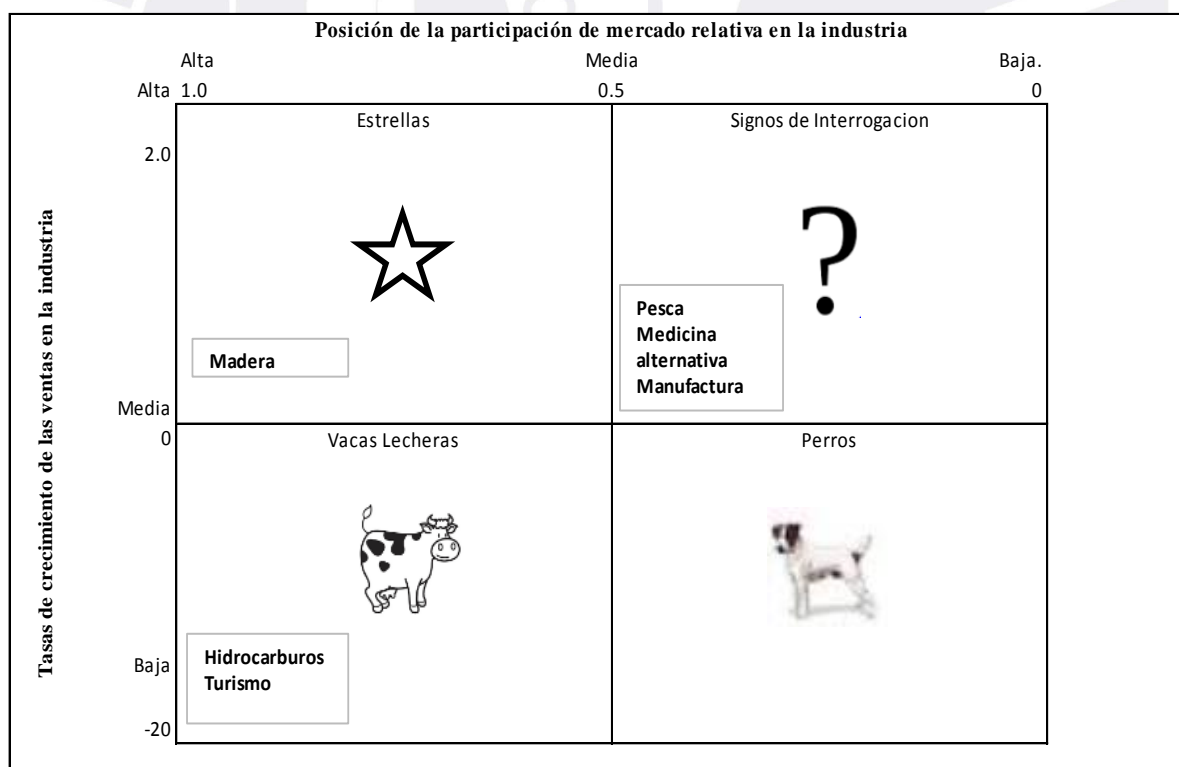 Posición de la participación de mercado relativa en la industria
Alta Media Baja.
Alta 1.0 0.5 0
Estrellas Signos de Interrogacion
2.0
?
Pesca
Medicina
alternativa
Manufactura
Madera
Media
0
Vacas Lecheras Perros
Hidrocarburos
Turismo
Baja
-20
Tasas de crecimiento de las ventas en la industria